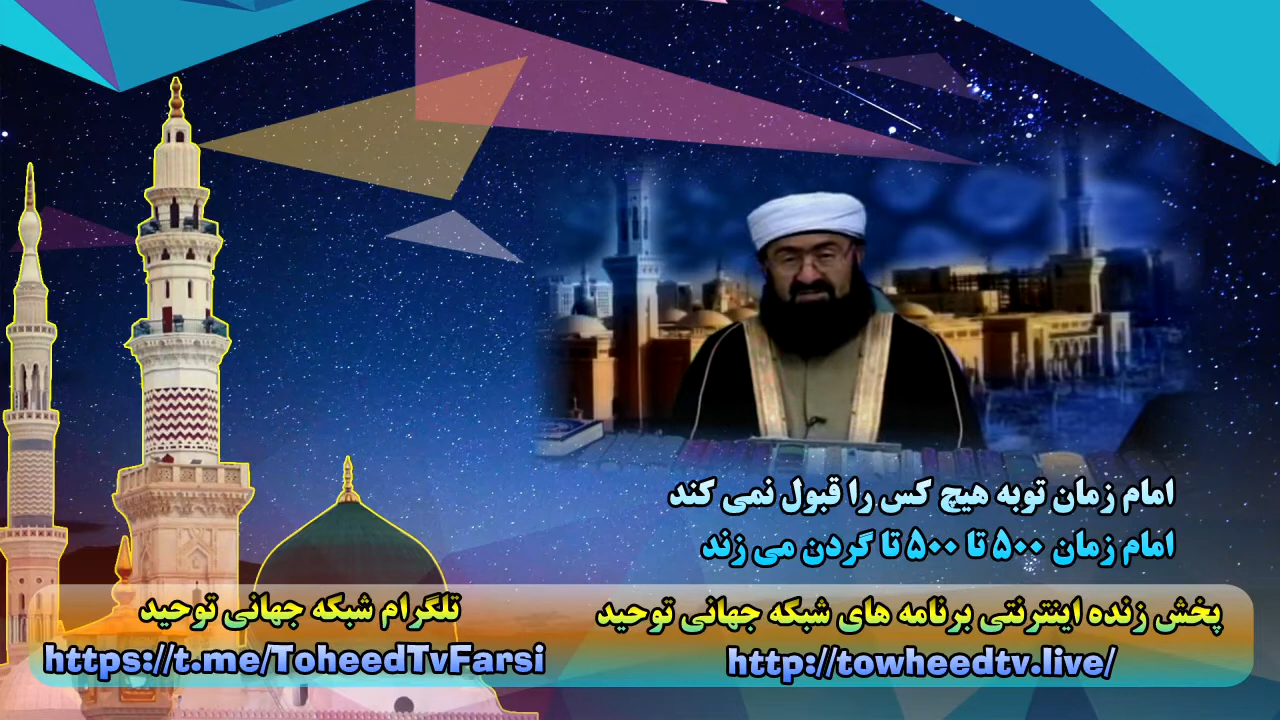 امام زمان توبه هیچ کس را قبول نمی کند
امام زمان ۵۰۰ تا ۵۰۰ تا گردن می زند
پخش زنده اینترنتی برنامه های شبکه جهانی توحید
http://towheedtv.live/
تلگرام شبکه جهانی توحید
https://t.me/ToheedTvFarsi